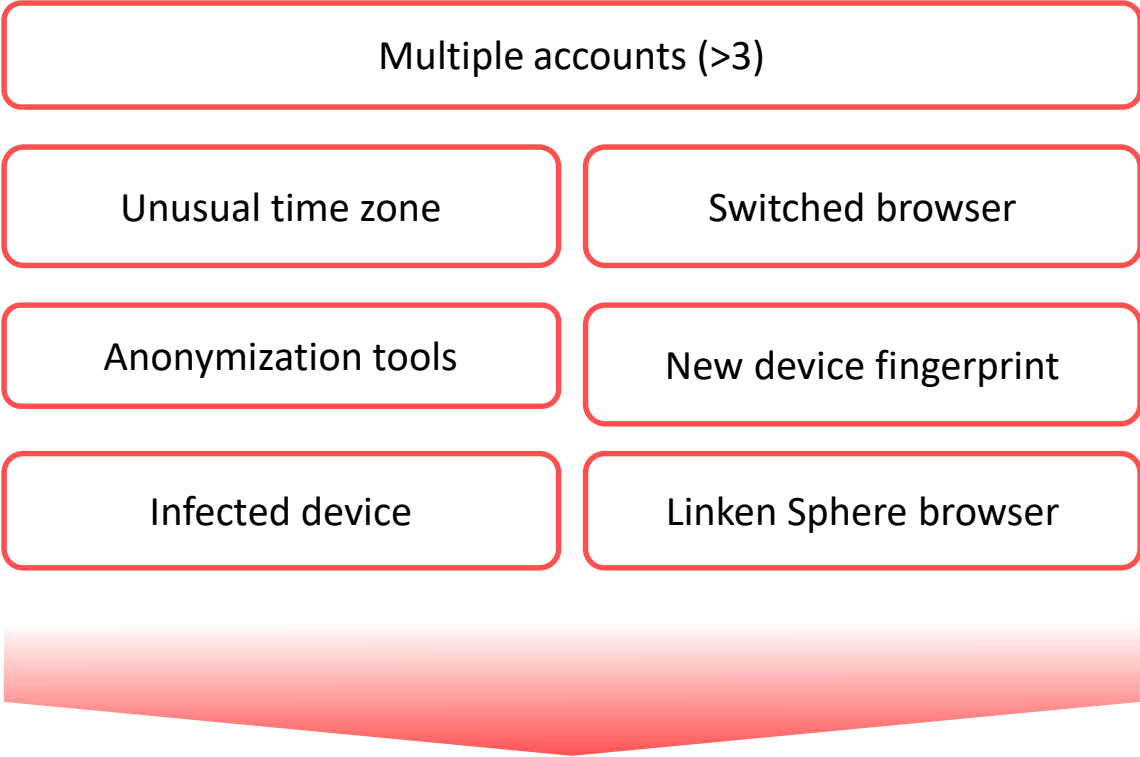 Multiple accounts (>3)
Unusual time zone
Switched browser
Anonymization tools
New device fingerprint
Infected device
Linken Sphere browser